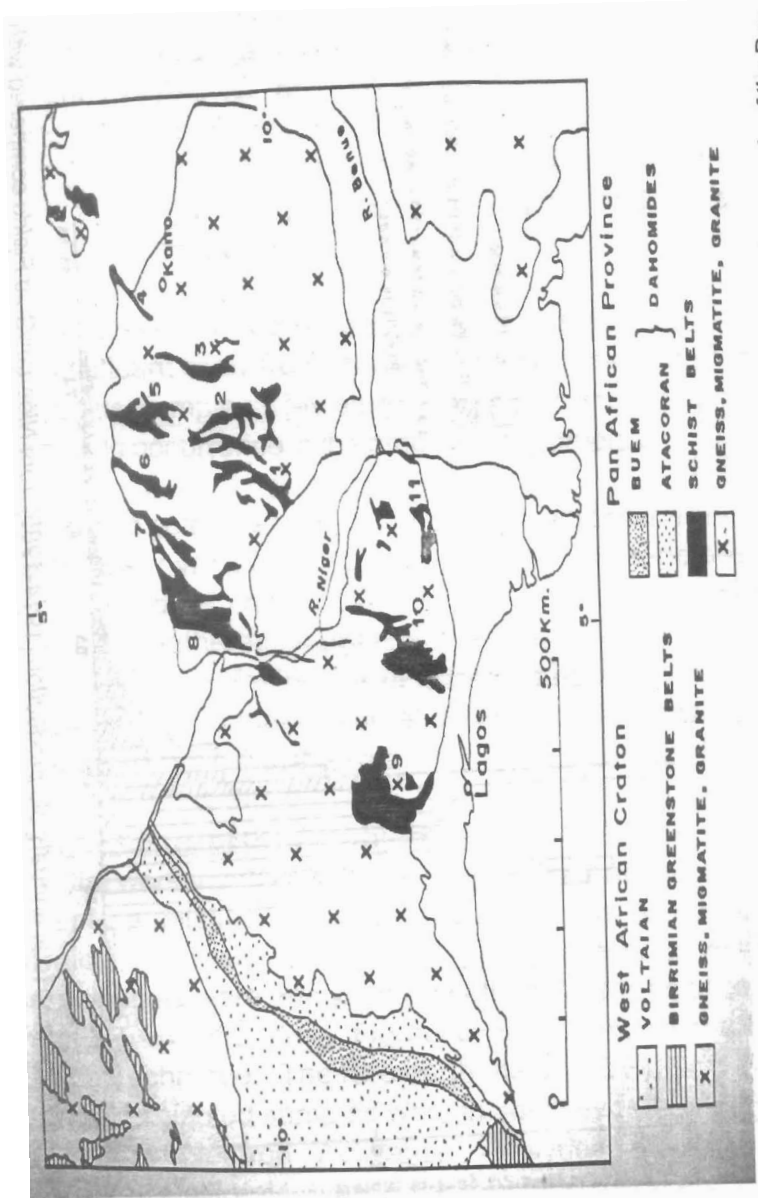 5°
7
4
6
5
Kano
8
3
2
10°
10°
1
R. Niger
R. Benue
9
11
10
Lagos
0 500Km.
5°
West African Craton
VOLTAIAN
BIRRIMIAN GREENSTONE BELTS
GNEISS, MIGMATITE, GRANITE
Pan African Province
BUEM
ATACORAN } DAHOMIDES
SCHIST BELTS
GNEISS, MIGMATITE, GRANITE